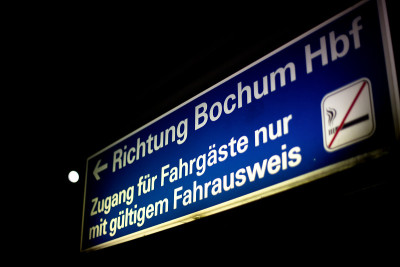 ← Richtung Bochum Hbf
Zugang für Fahrgäste nur
mit gültigem Fahrausweis